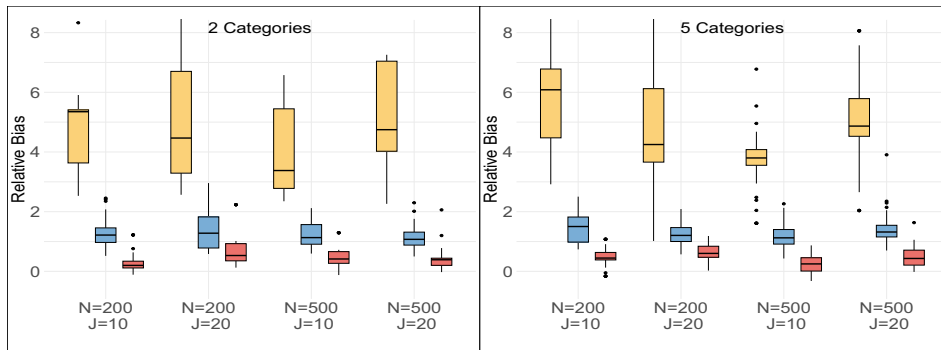 2 Categories
Relative Bias
8
6
4
2
0
N=200 N=200 N=500 N=500
J=10 J=20 J=10 J=20
5 Categories
Relative Bias
8
6
4
2
0
N=200 N=200 N=500 N=500
J=10 J=20 J=10 J=20